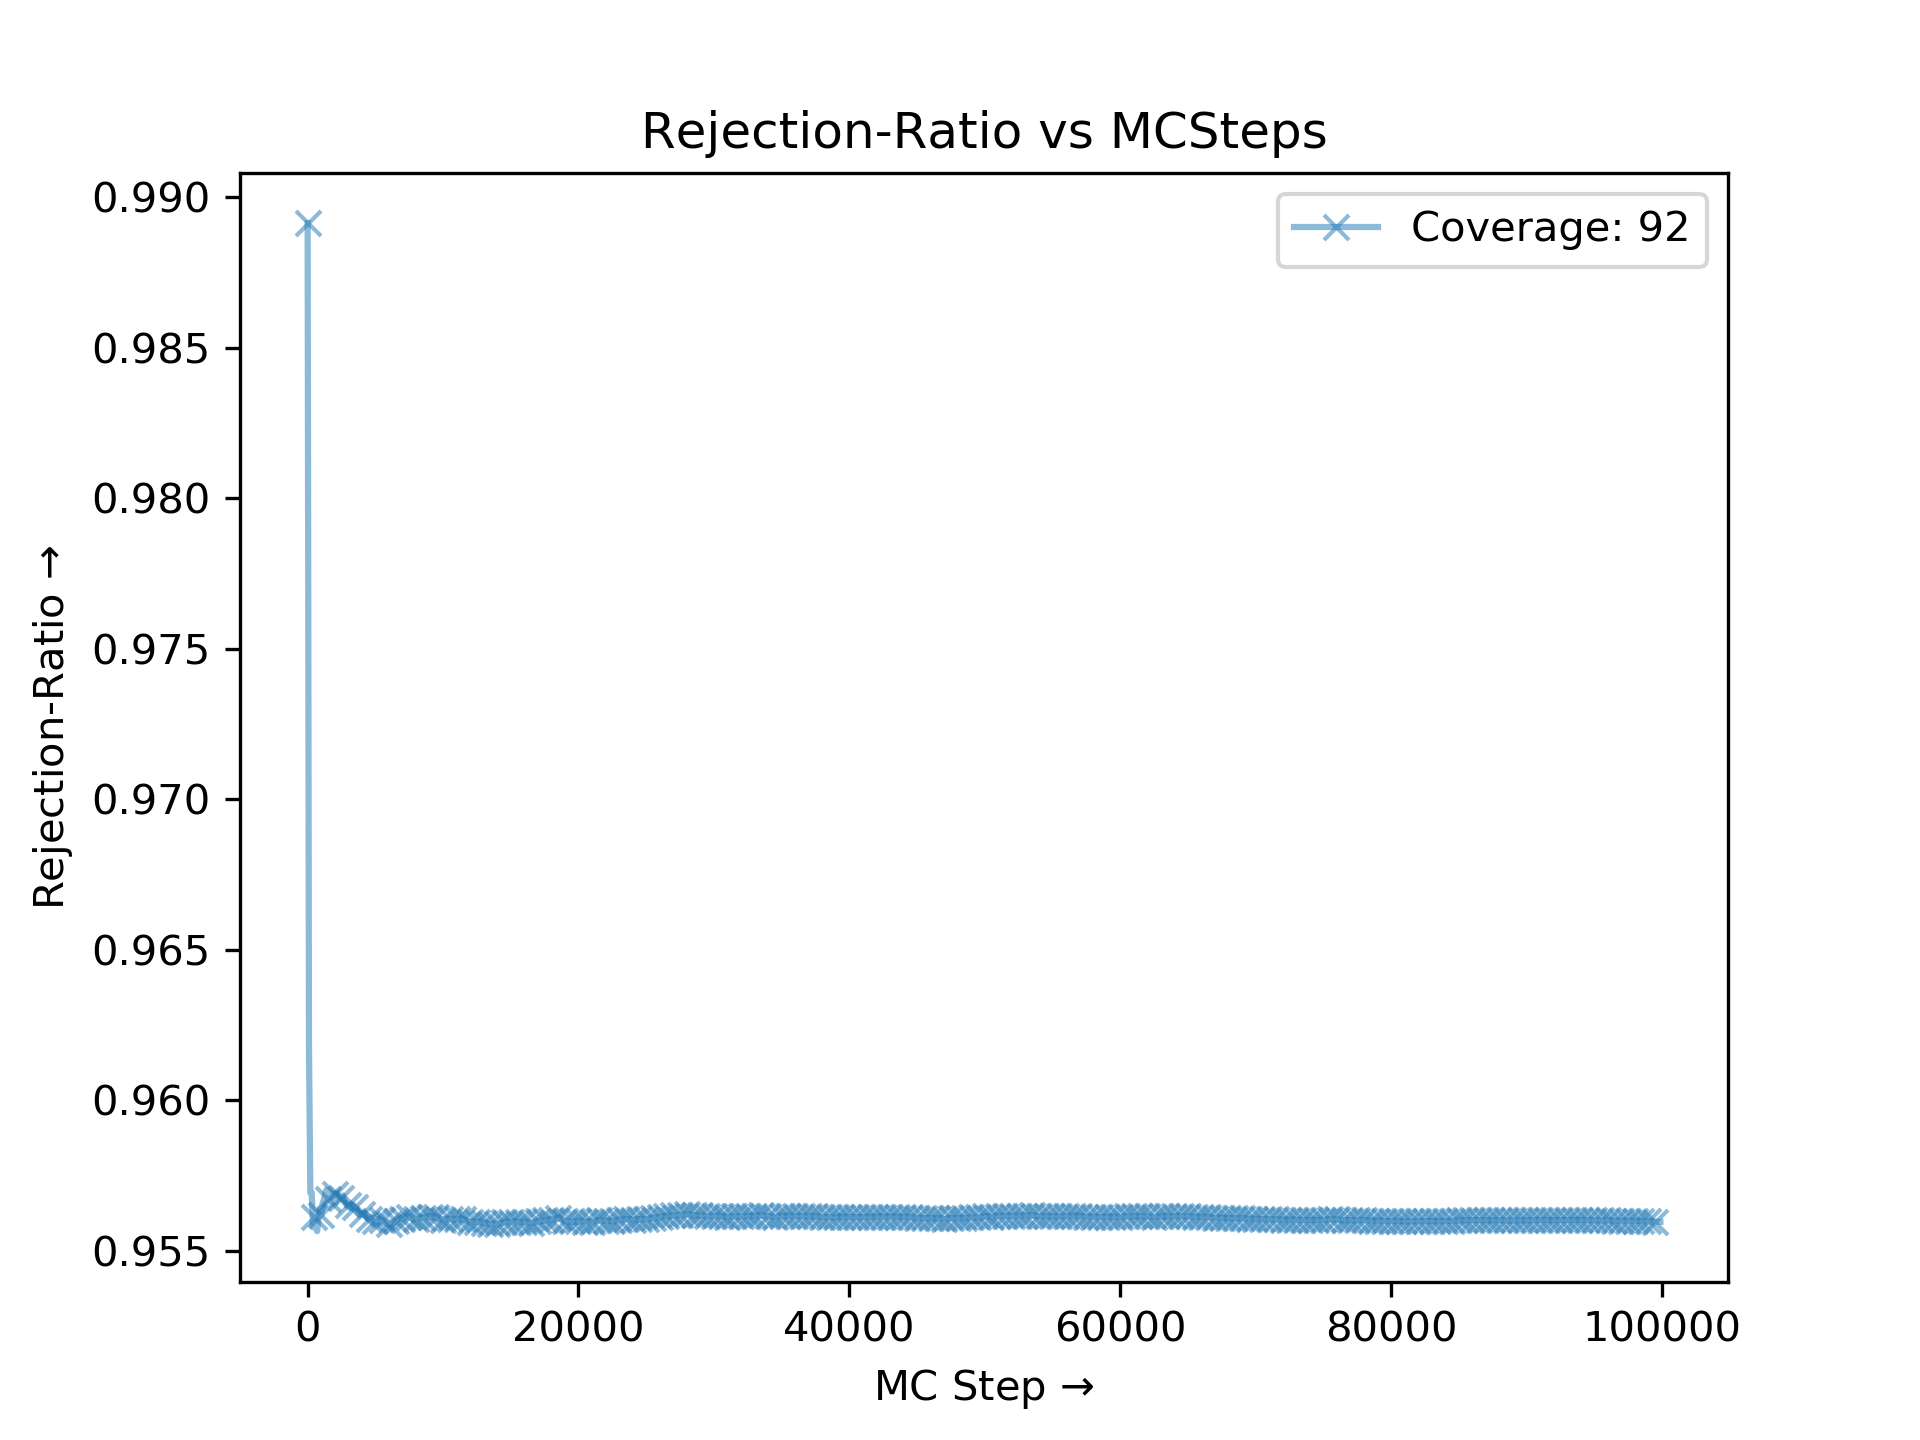 Rejection-Ratio vs MCSteps
Coverage: 92
0.990
0.985
0.980
0.975
0.970
0.965
0.960
0.955
Rejection-Ratio →
0 20000 40000 60000 80000 100000
MC Step →